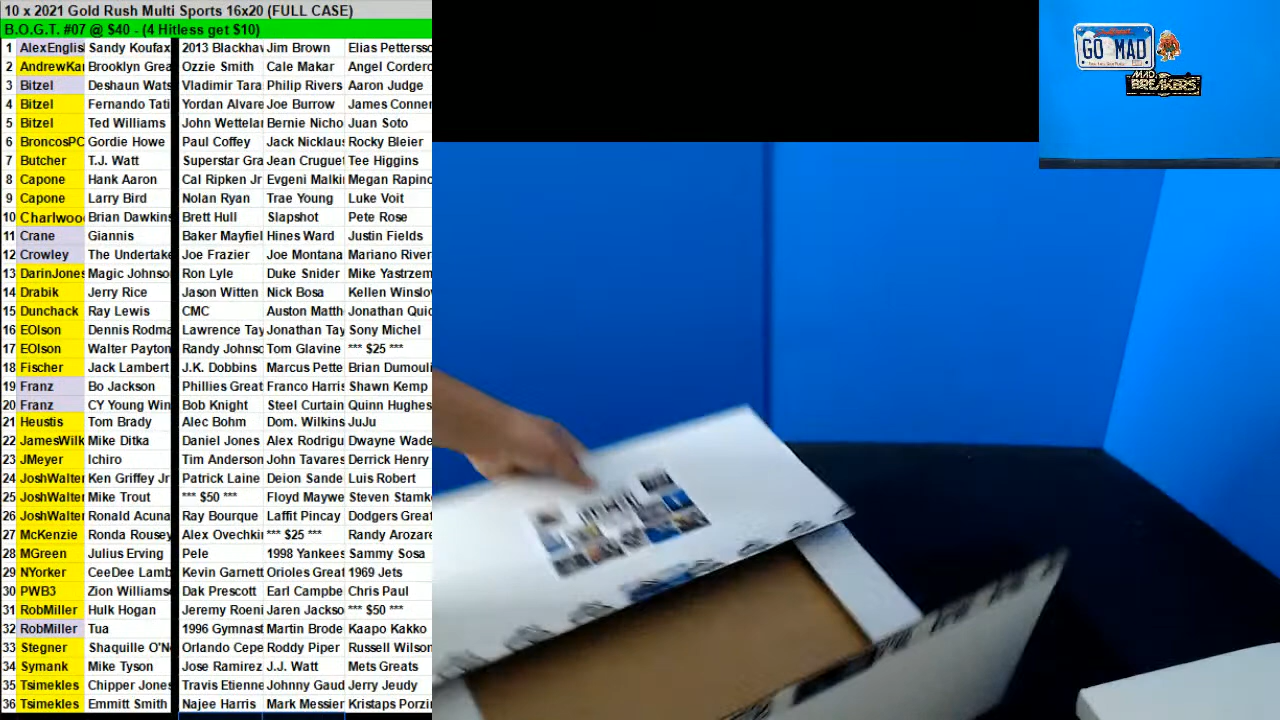 10 x 2021 Gold Rush Multi Sports 16x20 (FULL CASE)
B.O.G.T. #07 @ $40 - (4 Hitless get $10)
1 AlexEnglis Sandy Koufax 2013 Blackhav Jim Brown Elias Pettersso
2 AndrewKar Brooklyn Grea Ozzie Smith Cale Makar Angel Cordero
3 Bitzel Deshaun Wats Vladimir Tara Philip Rivers Aaron Judge
4 Bitzel Fernando Tati Yordan Alvare Joe Burrow James Conner
5 Bitzel Ted Williams John Wettelar Bernie Nicho Juan Soto
6 BroncosPC Gordie Howe Paul Coffey Jack Nicklaus Rocky Bleier
7 Butcher T.J. Watt Superstar Gra Jean Cruguet Tee Higgins
8 Capone Hank Aaron Cal Ripken Jr Evgeni Malkin Megan Rapino
9 Capone Larry Bird Nolan Ryan Trae Young Luke Voit
10 Charlwood Brian Dawkins Brett Hull Slapshot Pete Rose
11 Crane Giannis Baker Mayfiel Hines Ward Justin Fields
12 Crowley The Undertake Joe Frazier Joe Montana Mariano River
13 DarinJones Magic Johnso Ron Lyle Duke Snider Mike Yastrzem
14 Drabik Jerry Rice Jason Witten Nick Bosa Kellen Winslow
15 Dunchack Ray Lewis CMC Auston Matth Jonathan Quic
16 EOlson Dennis Rodma Lawrence Tay Jonathan Tay Sony Michel
17 EOlson Walter Payton Randy Johnso Tom Glavine *** $25 ***
18 Fischer Jack Lambert J.K. Dobbins Marcus Pette Brian Dumouli
19 Franz Bo Jackson Phillies Great Franco Harris Shawn Kemp
20 Franz CY Young Win Bob Knight Steel Curtain Quinn Hughes
21 Heustis Tom Brady Alec Bohm Dom. Wilkins JuJu
22 JamesWilk Mike Ditka Daniel Jones Alex Rodrigu Dwayne Wade
23 JMeyer Ichiro Tim Anderson John Tavares Derrick Henry
24 JoshWalter Ken Griffey Jr Patrick Laine Deion Sande Luis Robert
25 JoshWalter Mike Trout *** $50 *** Floyd Maywe Steven Stamk
26 JoshWalter Ronald Acuna Ray Bourque Laffit Pincay Dodgers Great
27 McKenzie Ronda Rousey Alex Ovechkin *** $25 *** Randy Arozare
28 MGreen Julius Erving Pele 1998 Yankees Sammy Sosa
29 NYorker CeeDee Lamb Kevin Garnett Orioles Great 1969 Jets
30 PWB3 Zion Williams Dak Prescott Earl Campbe Chris Paul
31 RobMiller Hulk Hogan Jeremy Roeni Jaren Jackso *** $50 ***
32 RobMiller Tua 1996 Gymnast Martin Brode Kaapo Kakko
33 Stegner Shaquille O'N Orlando Cepe Roddy Piper Russell Wilson
34 Symank Mike Tyson Jose Ramirez J.J. Watt Mets Greats
35 Tsimekles Chipper Jones Travis Etienne Johnny Gaud Jerry Jeudy
36 Tsimekles Emmitt Smith Najee Harris Mark Messier Kristaps Porzin
GO MAD
MAD
BREAKERS